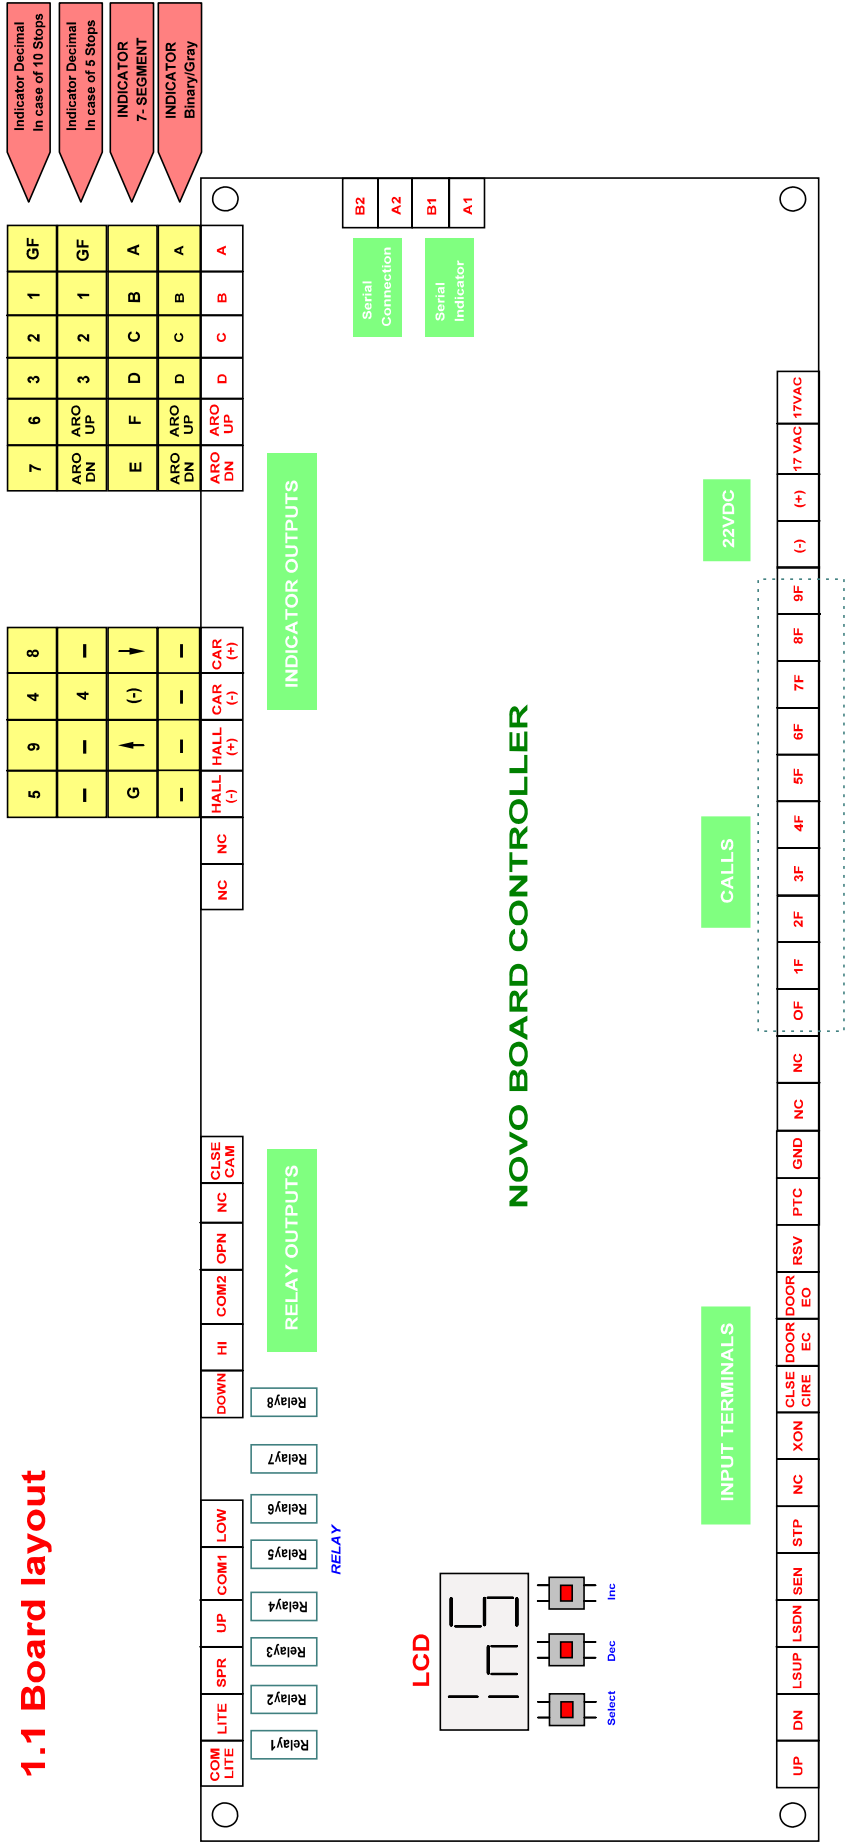 1.1 Board layout
5 9 4 8 7 6 3 2 1 GF Indicator Decimal
In case of 10 Stops
– – 4 – ARO DN ARO UP 3 2 1 GF Indicator Decimal
In case of 5 Stops
G ↑ (-) ↓ E F D C B A INDICATOR
7- SEGMENT
– – – – ARO DN ARO UP D C B A INDICATOR
Binary/Gray
COM LITE
LITE
SPR
UP
COM1
LOW
DOWN
HI
COM2
OPN
NC
CLSE CAM
NC
NC
HALL (-)
HALL (+)
CAR (-)
CAR (+)
ARO DN
ARO UP
D
C
B
A
Relay1
Relay2
Relay3
Relay4
Relay5
Relay6
Relay7
Relay8
RELAY
RELAY OUTPUTS
INDICATOR OUTPUTS
B2
A2
B1
A1
Serial
Connection
Serial
Indicator
LCD
In5
Select
Dec
Inc
NOVO BOARD CONTROLLER
INPUT TERMINALS
CALLS
22VDC
UP
DN
LSUP
LSDN
SEN
STP
NC
XON
CLSE CIRE
DOOR EC
DOOR EO
RSV
PTC
GND
NC
NC
OF
1F
2F
3F
4F
5F
6F
7F
8F
9F
(-)
(+)
17 VAC
17VAC